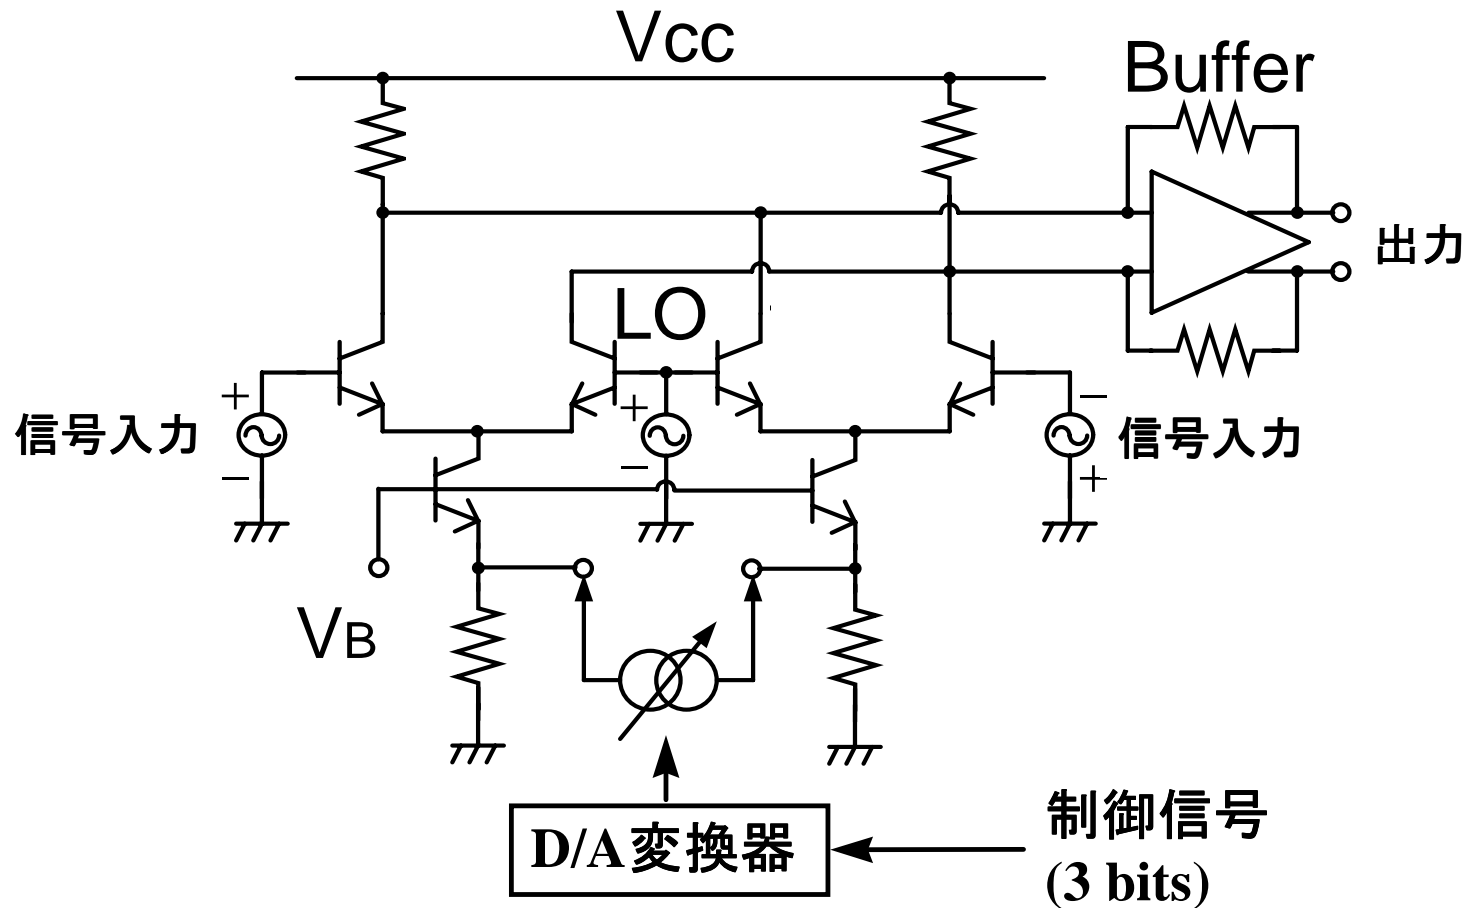 Vcc
Buffer
出力
LO
+
信号入力
−
+
−
−
信号入力
+
VB
D/A変換器
制御信号
(3 bits)